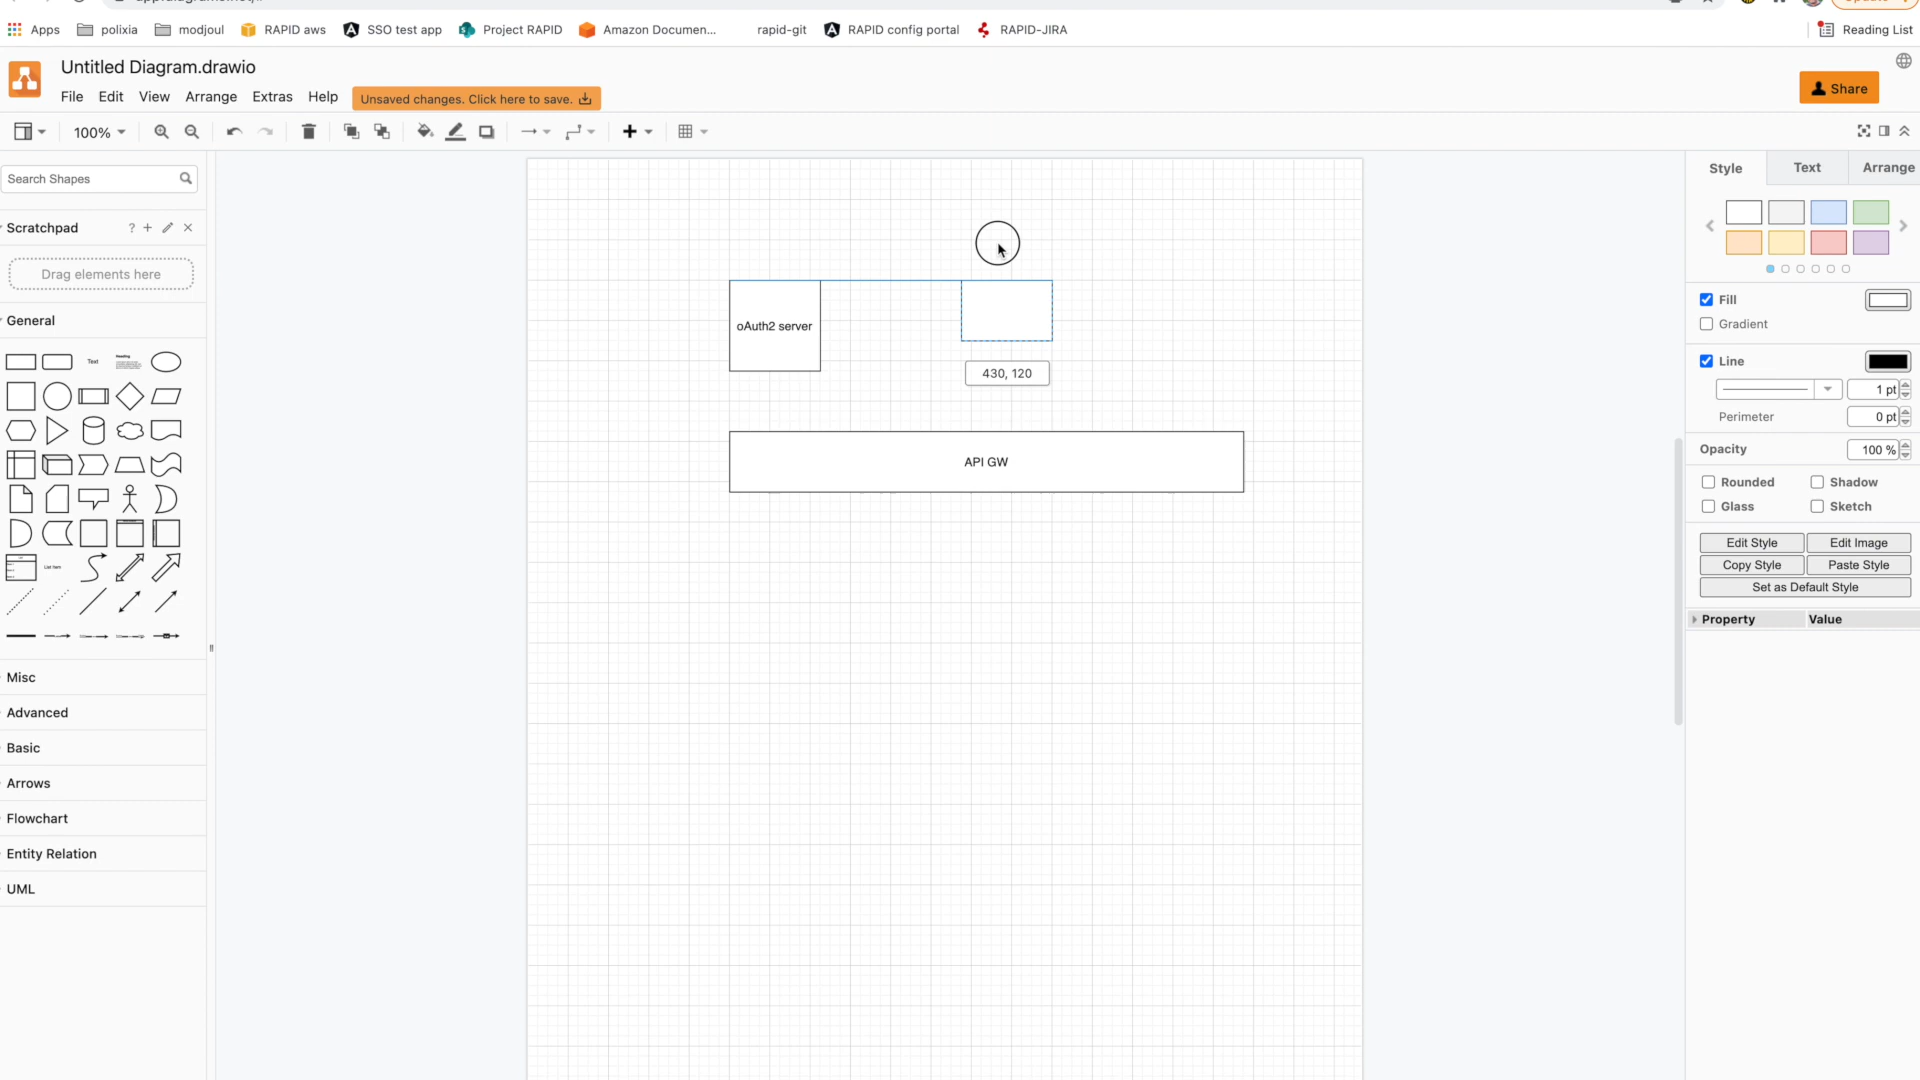 Apps polixia modjoul RAPID aws SSO test app Project RAPID Amazon Documen... rapid-git RAPID config portal RAPID-JIRA Reading List
Untitled Diagram.drawio
File Edit View Arrange Extras Help Unsaved changes. Click here to save. Share
100%
Search Shapes
Scratchpad ?
Drag elements here
General
Text
Heading
List Item
Misc
Advanced
Basic
Arrows
Flowchart
Entity Relation
UML
oAuth2 server
430, 120
API GW
Style Text Arrange
Fill
Gradient
Line
1 pt
Perimeter 0 pt
Opacity 100 %
Rounded Shadow
Glass Sketch
Edit Style Edit Image
Copy Style Paste Style
Set as Default Style
Property Value